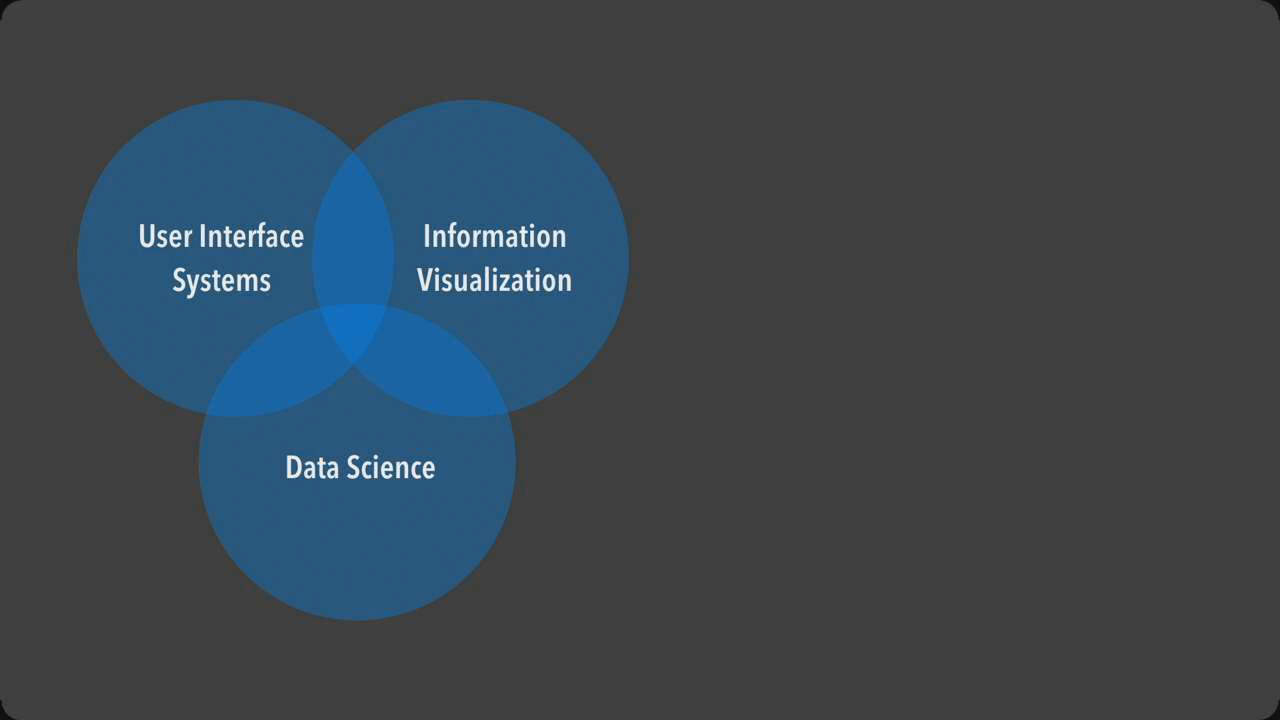 User Interface
Systems
Information
Visualization
Data Science